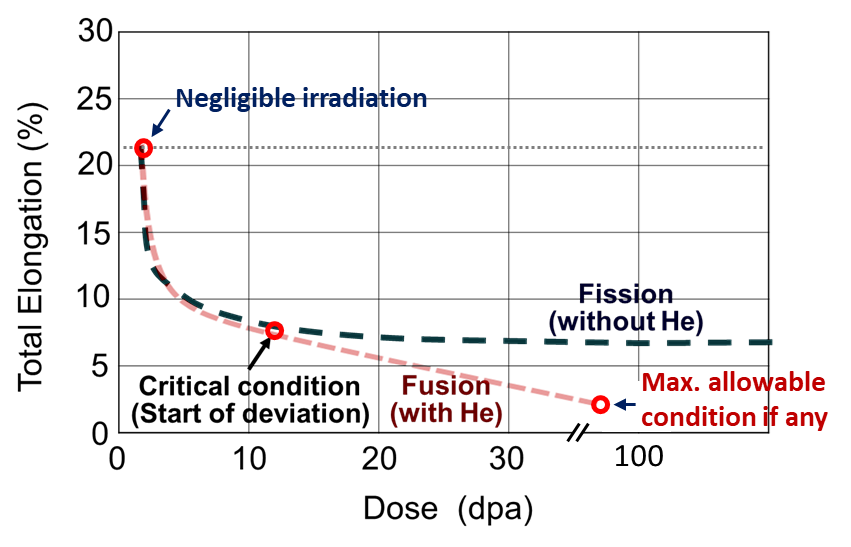 30
25
20
15
10
5
0
Total Elongation (%)
Negligible irradiation
Fission
(without He)
Critical condition
(Start of deviation)
Fusion
(with He)
Max. allowable
condition if any
0
10
20
30
100
Dose (dpa)